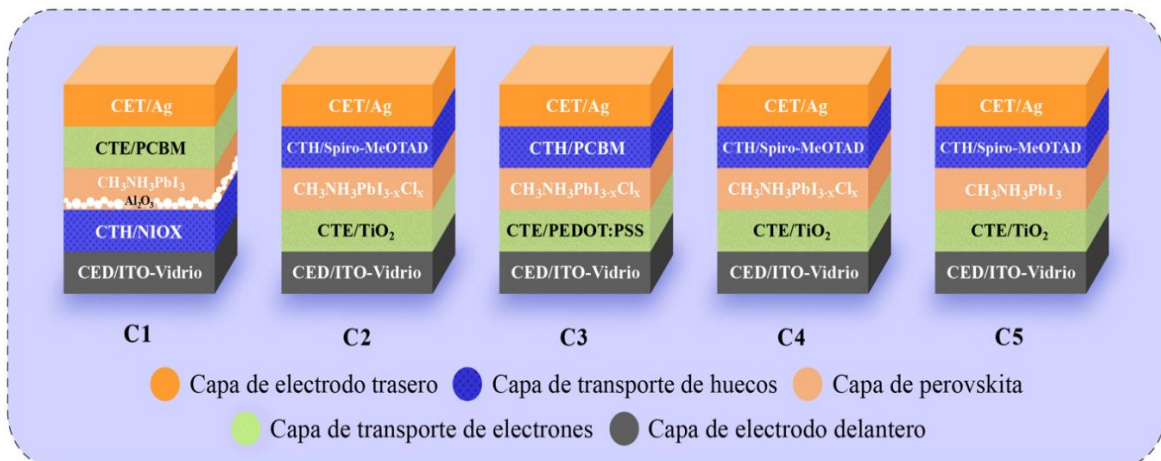 CET/Ag
CTE/PCBM
CH₃NH₃PbI₃
Al₂O₃
CTH/NIOX
CED/ITO-Vidrio
C1
CET/Ag
CTH/Spiro-MeOTAD
CH₃NH₃PbI₃₋ₓClₓ
CTE/TiO₂
CED/ITO-Vidrio
C2
CET/Ag
CTH/PCBM
CH₃NH₃PbI₃₋ₓClₓ
CTE/PEDOT:PSS
CED/ITO-Vidrio
C3
CET/Ag
CTH/Spiro-MeOTAD
CH₃NH₃PbI₃₋ₓClₓ
CTE/TiO₂
CED/ITO-Vidrio
C4
CET/Ag
CTH/Spiro-MeOTAD
CH₃NH₃PbI₃
CTE/TiO₂
CED/ITO-Vidrio
C5
Capa de electrodo trasero
Capa de transporte de huecos
Capa de perovskita
Capa de transporte de electrones
Capa de electrodo delantero